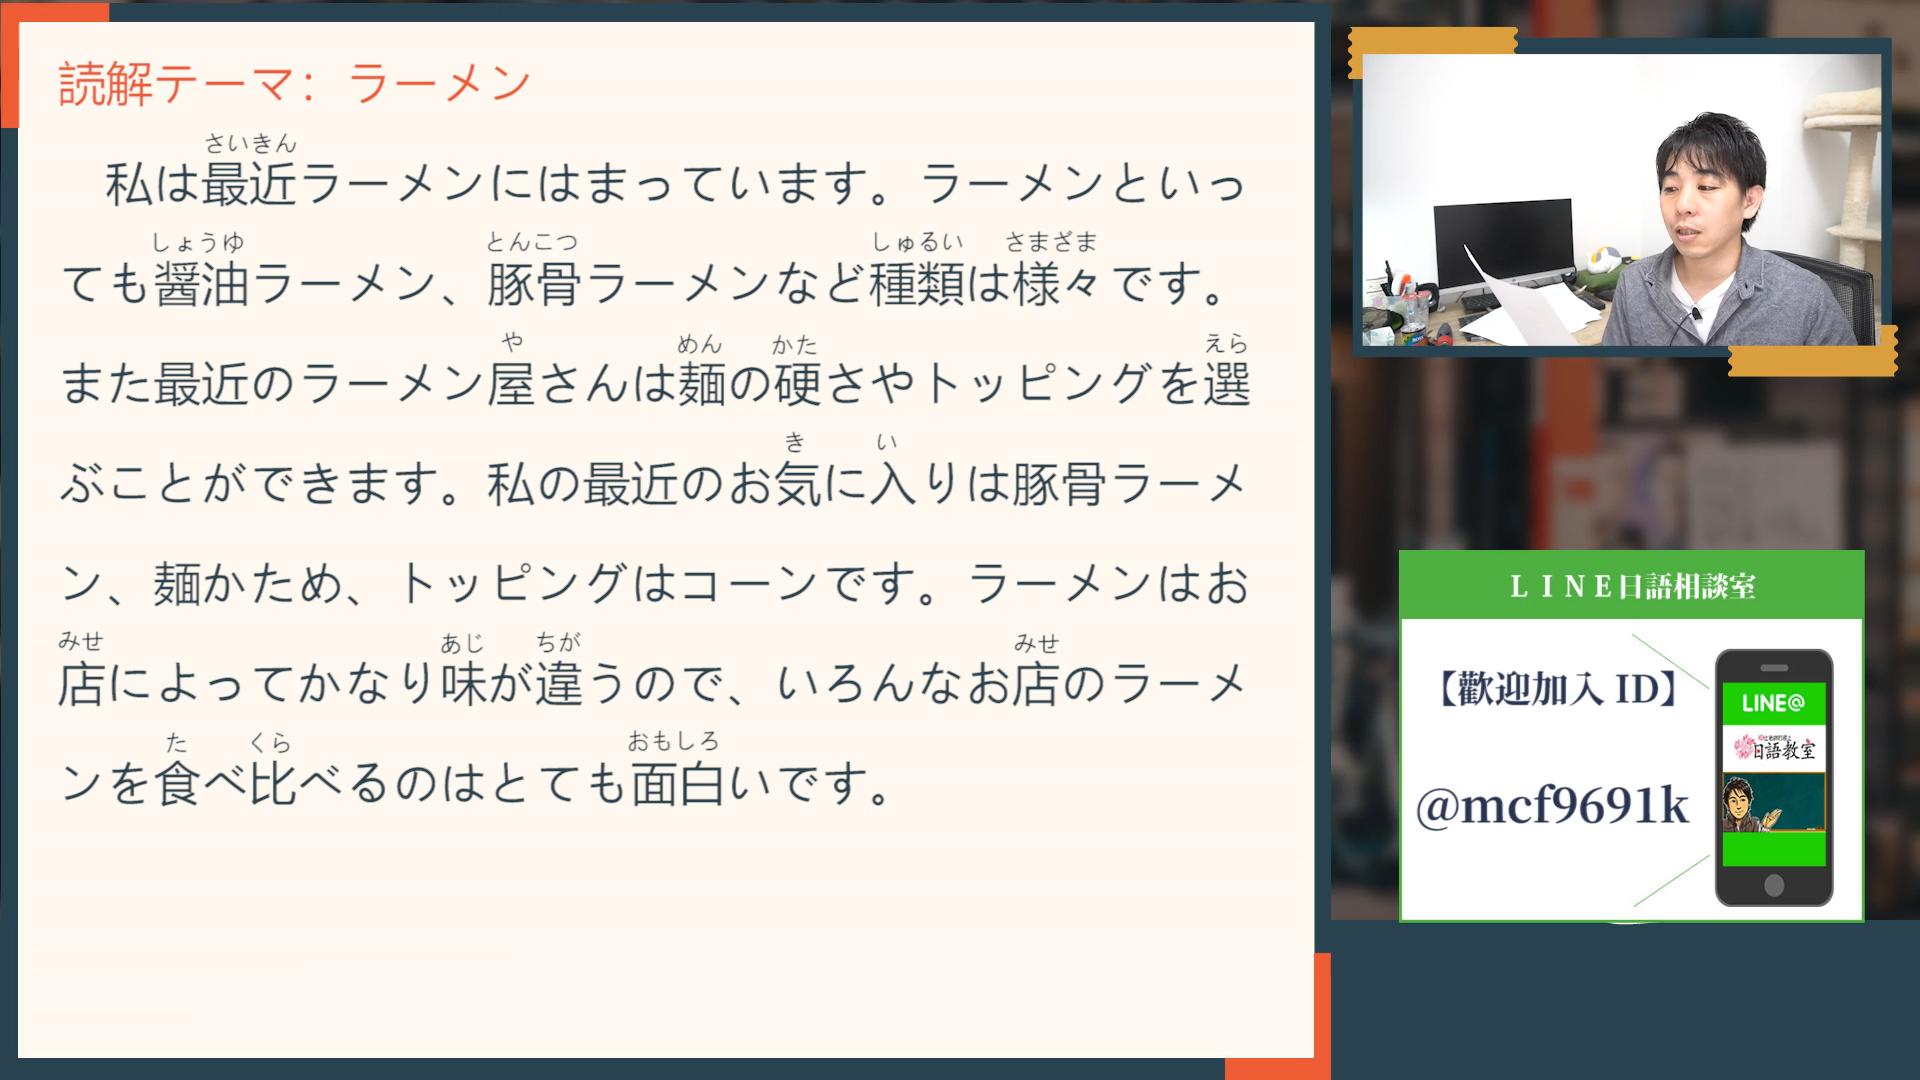 読解テーマ：ラーメン
さいきん
私は最近ラーメンにはまっています。ラーメンといっ
しょうゆ とんこつ しゅるい さまざま
ても醤油ラーメン、豚骨ラーメンなど種類は様々です。
や めん かた えら
また最近のラーメン屋さんは麺の硬さやトッピングを選
き い
ぶことができます。私の最近のお気に入りは豚骨ラーメ
ン、麺かため、トッピングはコーンです。ラーメンはお
みせ あじ ちが みせ
店によってかなり味が違うので、いろんなお店のラーメ
た くら おもしろ
ンを食べ比べるのはとても面白いです。
ＬＩＮＥ日語相談室
【歡迎加入 ID】
@mcf9691k
LINE@
日語教室